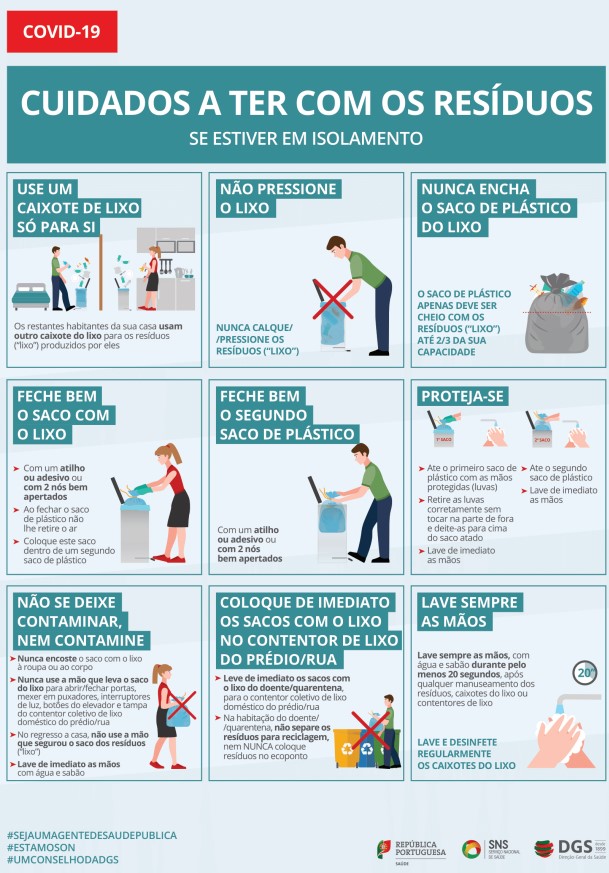 COVID-19
CUIDADOS A TER COM OS RESÍDUOS
SE ESTIVER EM ISOLAMENTO
USE UM
CAIXOTE DE LIXO
SÓ PARA SI
Os restantes habitantes da sua casa usam
outro caixote do lixo para os resíduos
("lixo") produzidos por eles
NÃO PRESSIONE
O LIXO
NUNCA CALQUE/
/PRESSIONE OS
RESÍDUOS ("LIXO")
NUNCA ENCHA
O SACO DE PLÁSTICO
DO LIXO
O SACO DE PLÁSTICO
APENAS DEVE SER
CHEIO COM OS
RESÍDUOS ("LIXO")
ATÉ 2/3 DA SUA
CAPACIDADE
FECHE BEM
O SACO COM
O LIXO
Com um atilho
ou adesivo ou
com 2 nós bem
apertados
Ao fechar o saco
de plástico não
lhe retire o ar
Coloque este saco
dentro de um segundo
saco de plástico
FECHE BEM
O SEGUNDO
SACO DE PLÁSTICO
Com um atilho
ou adesivo ou
com 2 nós
bem apertados
PROTEJA-SE
1º SACO
2º SACO
Ate o primeiro saco de
plástico com as mãos
protegidas (luvas)
Retire as luvas
corretamente sem
tocar na parte de fora
e deite-as para cima
do saco atado
Lave de imediato
as mãos
Ate o segundo
saco de plástico
Lave de imediato
as mãos
NÃO SE DEIXE
CONTAMINAR,
NEM CONTAMINE
Nunca encoste o saco com o lixo
à roupa ou ao corpo
Nunca use a mão que leva o saco
do lixo para abrir/fechar portas,
mexer em puxadores, interruptores
de luz, botões do elevador e tampa
do contentor coletivo de lixo
doméstico do prédio/rua
No regresso a casa, não use a mão
que segurou o saco dos resíduos
("lixo")
Lave de imediato as mãos
com água e sabão
COLOQUE DE IMEDIATO
OS SACOS COM O LIXO
NO CONTENTOR DE LIXO
DO PRÉDIO/RUA
Leve de imediato os sacos com
o lixo do doente/quarentena,
para o contentor coletivo de lixo
doméstico do prédio/rua
Na habitação do doente/
/quarentena, não separe os
resíduos para reciclagem,
nem NUNCA coloque
resíduos no ecoponto
LAVE SEMPRE
AS MÃOS
Lave sempre as mãos, com
água e sabão durante pelo
menos 20 segundos, após
qualquer manuseamento dos
resíduos, caixotes do lixo ou
contentores de lixo
20"
LAVE E DESINFETE
REGULARMENTE
OS CAIXOTES DO LIXO
#SEJAUMAGENTEDESAUDEPUBLICA
#ESTAMOSON
#UMCONSELHODADGS
REPÚBLICA
PORTUGUESA
SAÚDE
SNS
SERVIÇO NACIONAL
DE SAÚDE
DGS
desde
1899
Direção-Geral da Saúde